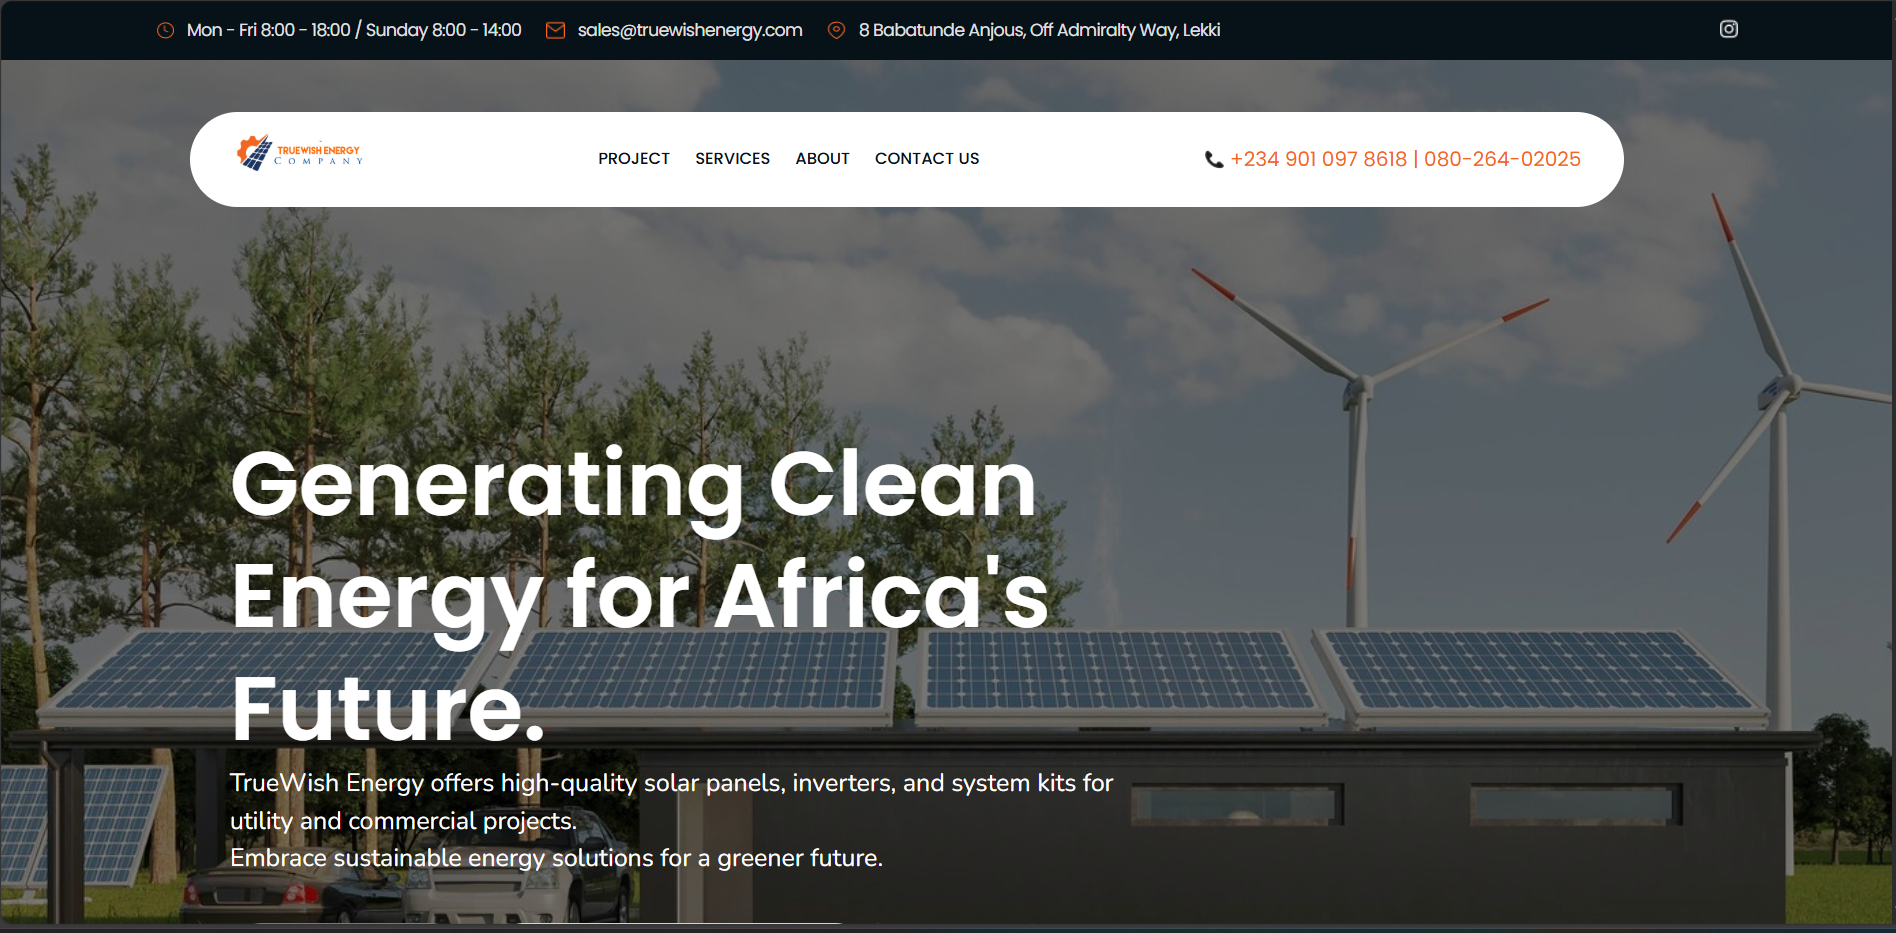 Mon - Fri 8:00 - 18:00 / Sunday 8:00 - 14:00
sales@truewishenergy.com
8 Babatunde Anjous, Off Admiralty Way, Lekki
TRUEWISH ENERGY
COMPANY
PROJECT
SERVICES
ABOUT
CONTACT US
+234 901 097 8618 | 080-264-02025
Generating Clean
Energy for Africa's
Future.
TrueWish Energy offers high-quality solar panels, inverters, and system kits for
utility and commercial projects.
Embrace sustainable energy solutions for a greener future.